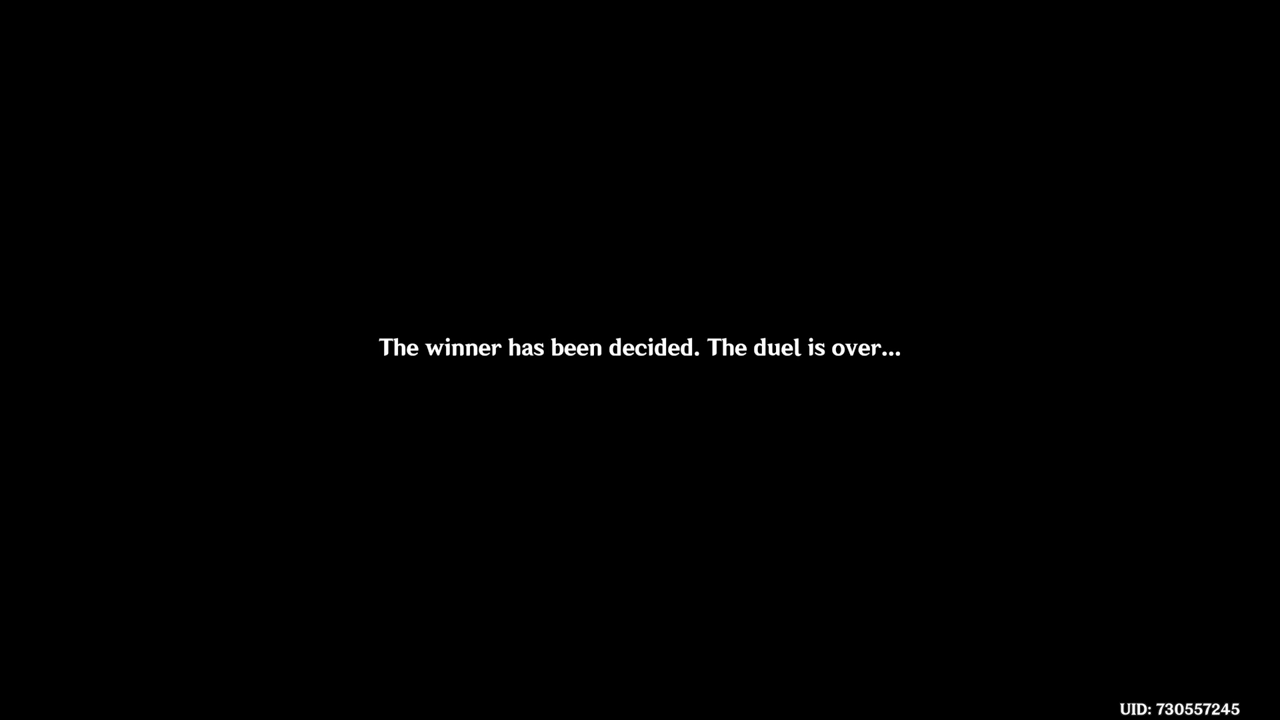 The winner has been decided. The duel is over...
UID: 730557245